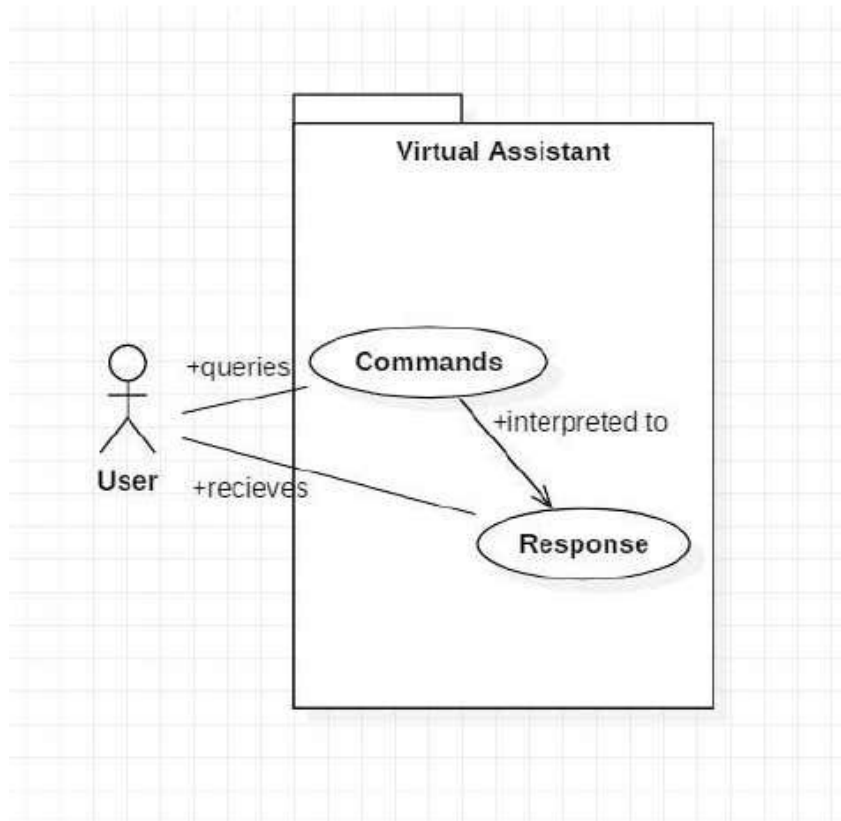 Virtual Assistant
Commands
+queries
+interpreted to
User
+recieves
Response